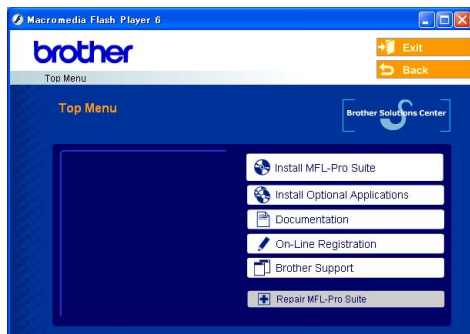 Macromedia Flash Player 6
brother
Exit
Back
Top Menu
Top Menu
Brother Solutions Center
Install MFL-Pro Suite
Install Optional Applications
Documentation
On-Line Registration
Brother Support
Repair MFL-Pro Suite